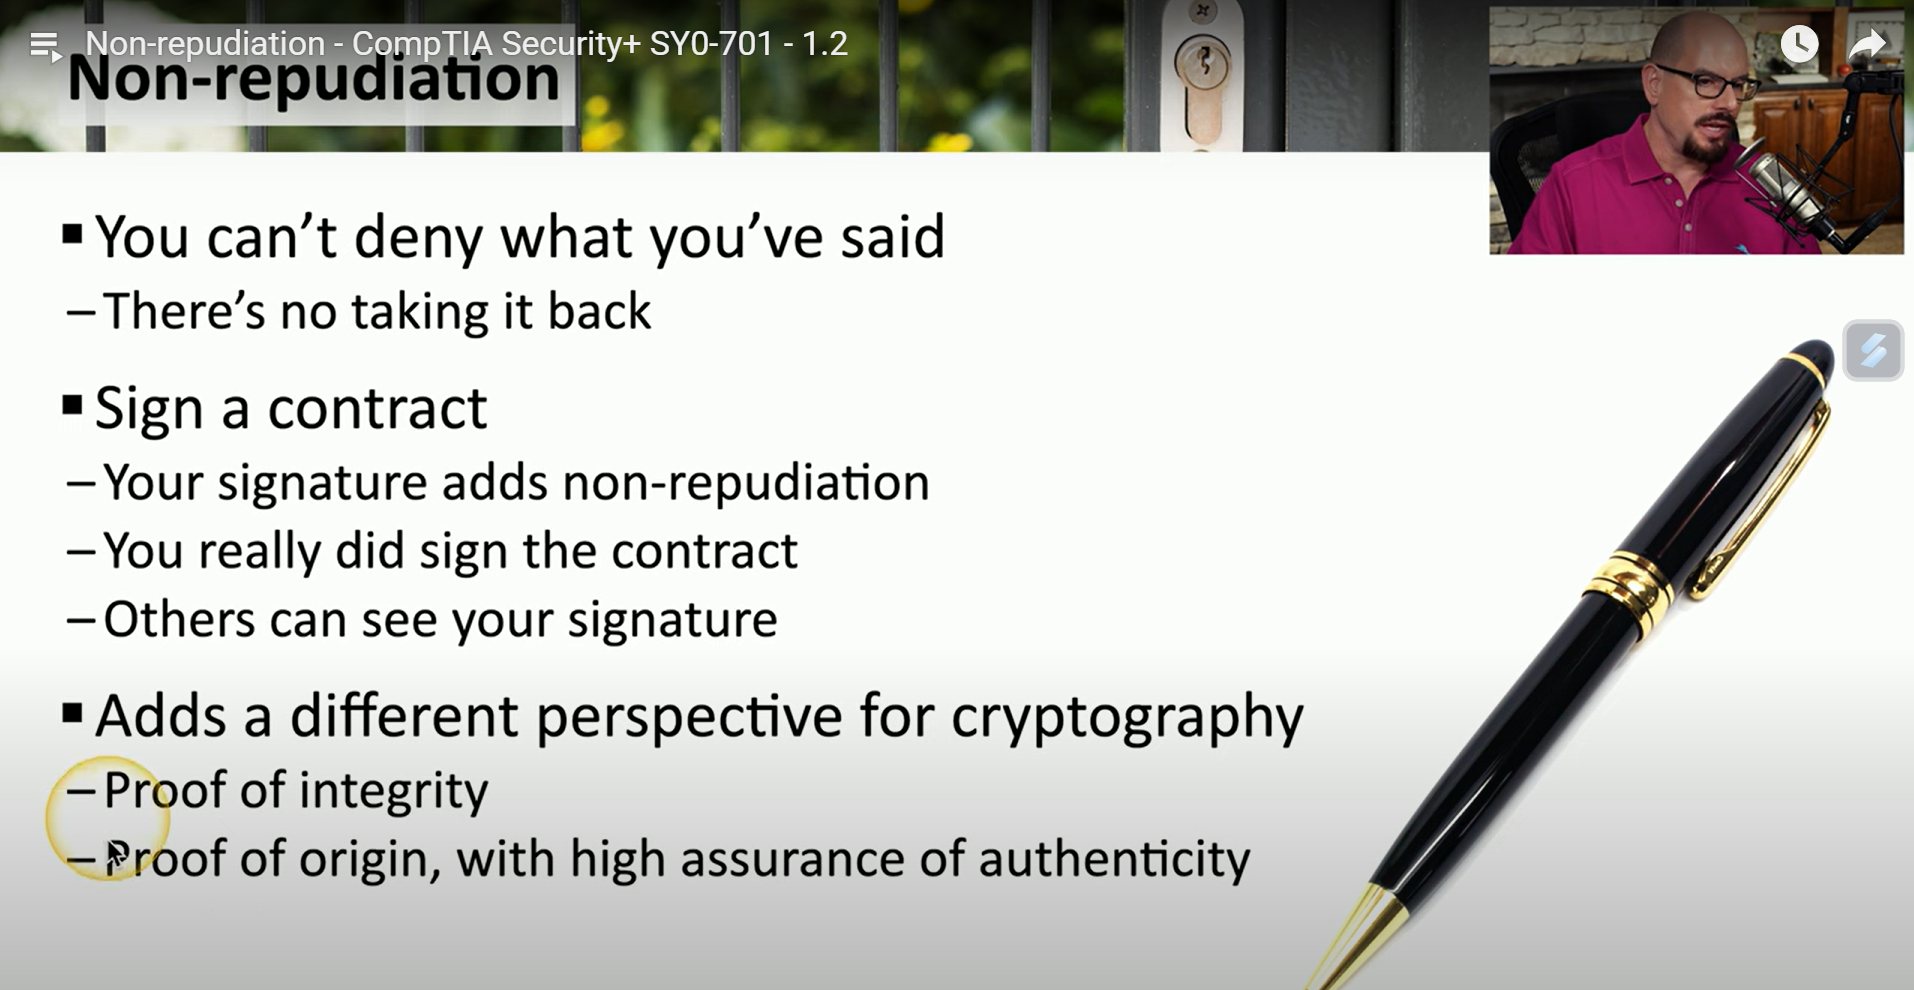 Non-repudiation - CompTIA Security+ SY0-701 - 1.2
Non-repudiation
▪ You can’t deny what you’ve said
– There’s no taking it back
▪ Sign a contract
– Your signature adds non-repudiation
– You really did sign the contract
– Others can see your signature
▪ Adds a different perspective for cryptography
– Proof of integrity
– Proof of origin, with high assurance of authenticity